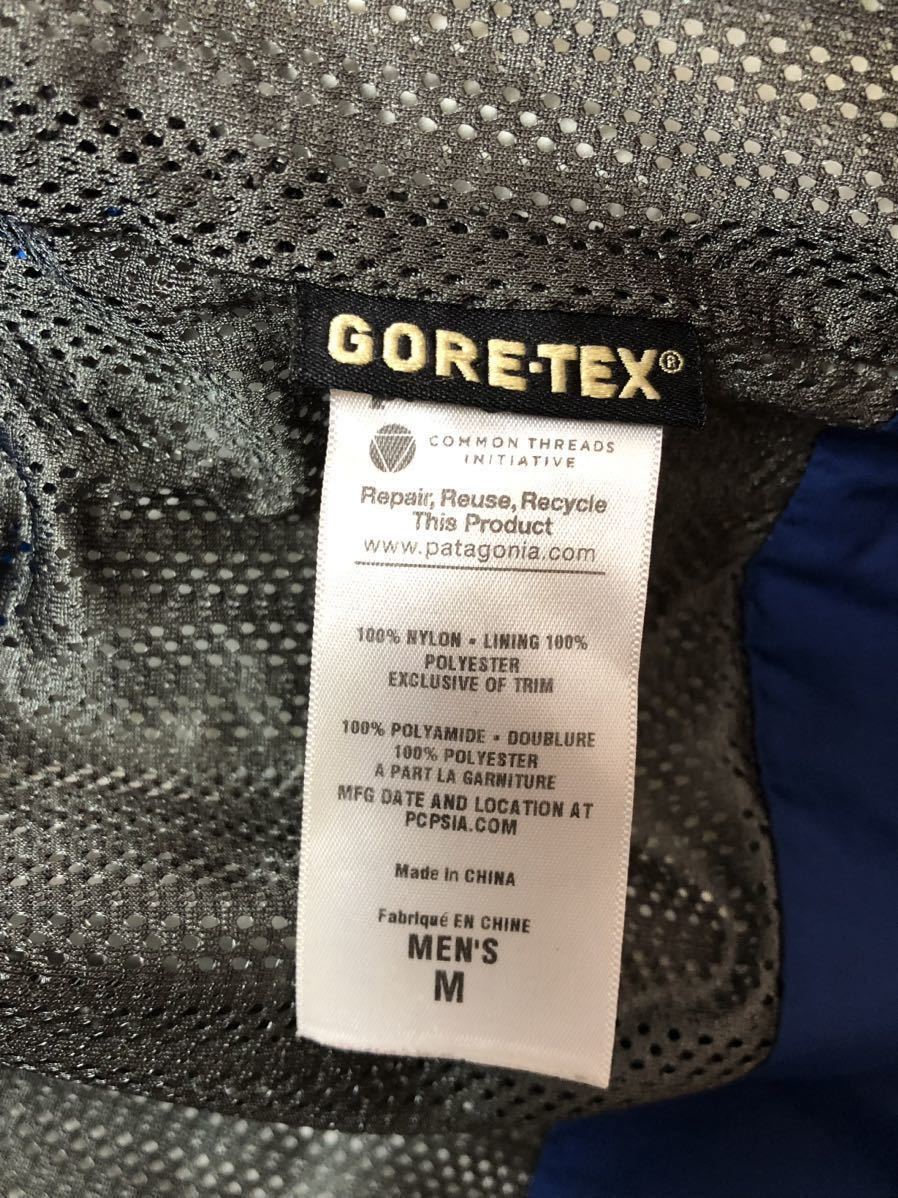 GORE-TEX®
COMMON THREADS
INITIATIVE
Repair, Reuse, Recycle
This Product
www.patagonia.com
100% NYLON • LINING 100%
POLYESTER
EXCLUSIVE OF TRIM
100% POLYAMIDE • DOUBLURE
100% POLYESTER
A PART LA GARNITURE
MFG DATE AND LOCATION AT
PCPSIA.COM
Made in CHINA
Fabriqué EN CHINE
MEN'S
M